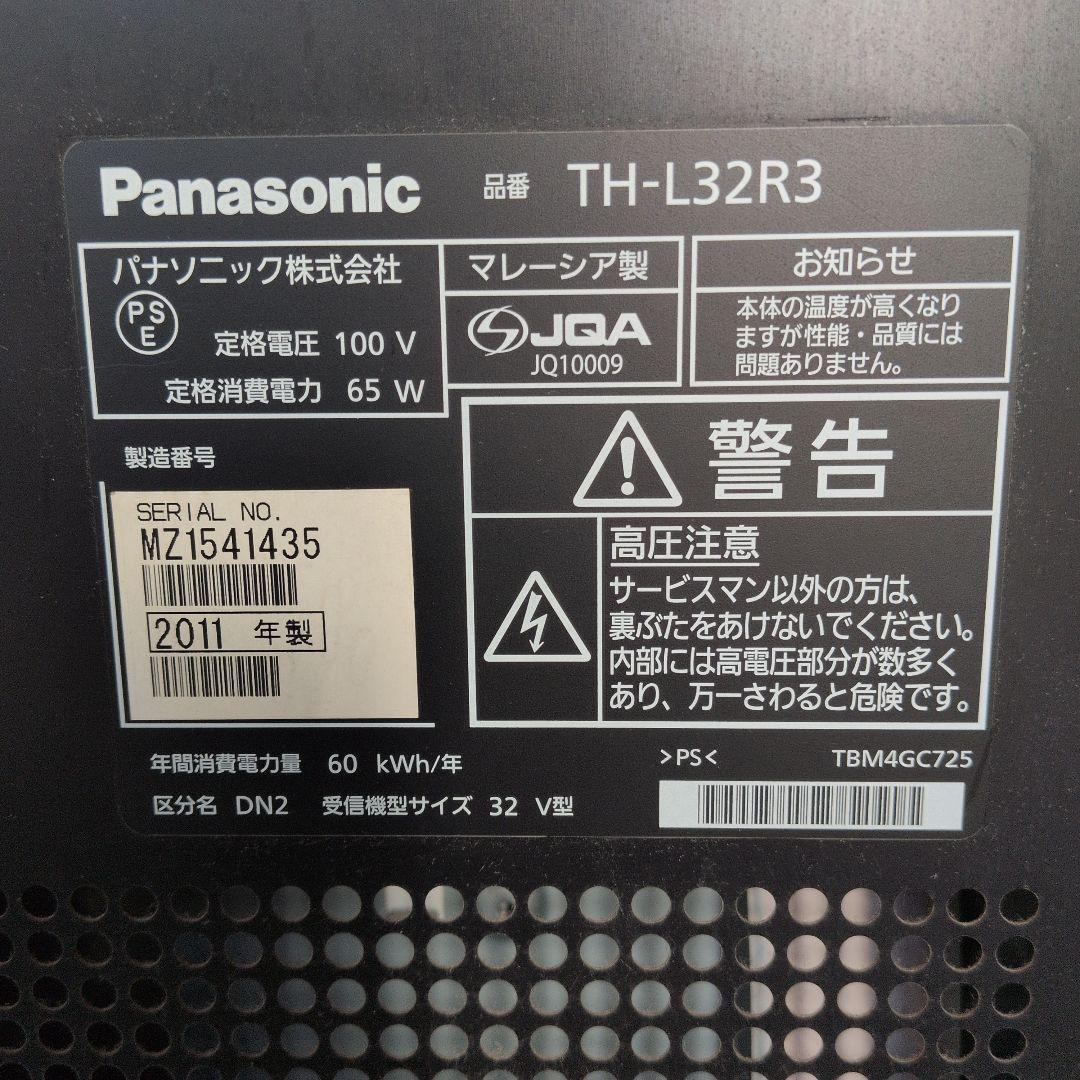 Panasonic 品番 TH-L32R3
パナソニック株式会社
PS
E
定格電圧 100 V
定格消費電力 65 W
マレーシア製
JQA
JQ10009
お知らせ
本体の温度が高くなり
ますが性能・品質には
問題ありません。
製造番号
SERIAL NO.
MZ1541435
2011 年製
警告
高圧注意
サービスマン以外の方は、
裏ぶたをあけないでください。
内部には高電圧部分が数多く
あり、万一さわると危険です。
年間消費電力量 60 kWh/年
区分名 DN2 受信機型サイズ 32 V型
>PS< TBM4GC725